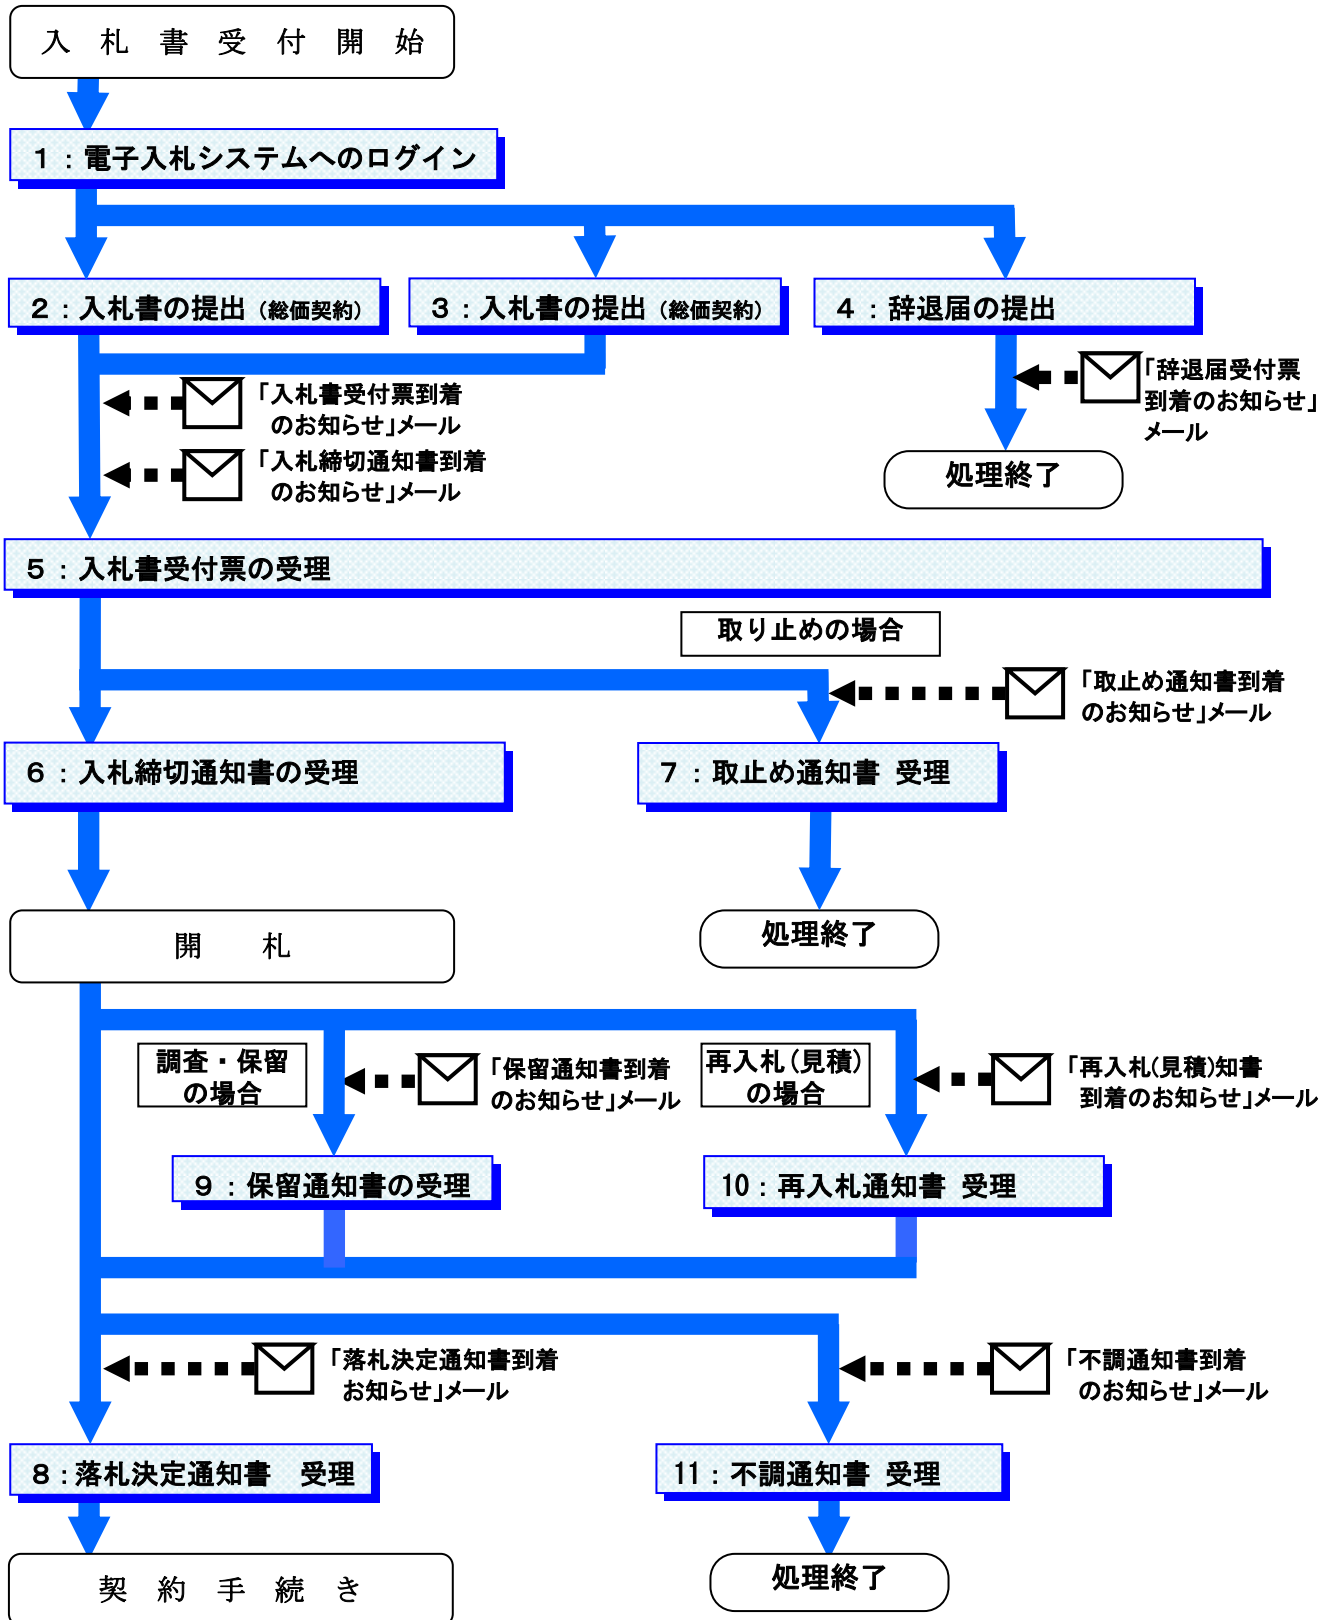 入　札　書　受　付　開　始
１：電子入札システムへのログイン
２：入札書の提出（総価契約）
３：入札書の提出（総価契約）
４：辞退届の提出
「入札書受付票到着
のお知らせ」メール
「入札締切通知書到着
のお知らせ」メール
「辞退届受付票
到着のお知らせ」
メール
処理終了
５：入札書受付票の受理
取り止めの場合
「取止め通知書到着
のお知らせ」メール
６：入札締切通知書の受理
７：取止め通知書 受理
開　　札
処理終了
調査・保留
の場合
「保留通知書到着
のお知らせ」メール
再入札(見積)
の場合
「再入札(見積)知書
到着のお知らせ」メール
９：保留通知書の受理
10：再入札通知書 受理
「落札決定通知書到着
お知らせ」メール
「不調通知書到着
のお知らせ」メール
８：落札決定通知書　受理
11：不調通知書 受理
契　約　手　続　き
処理終了